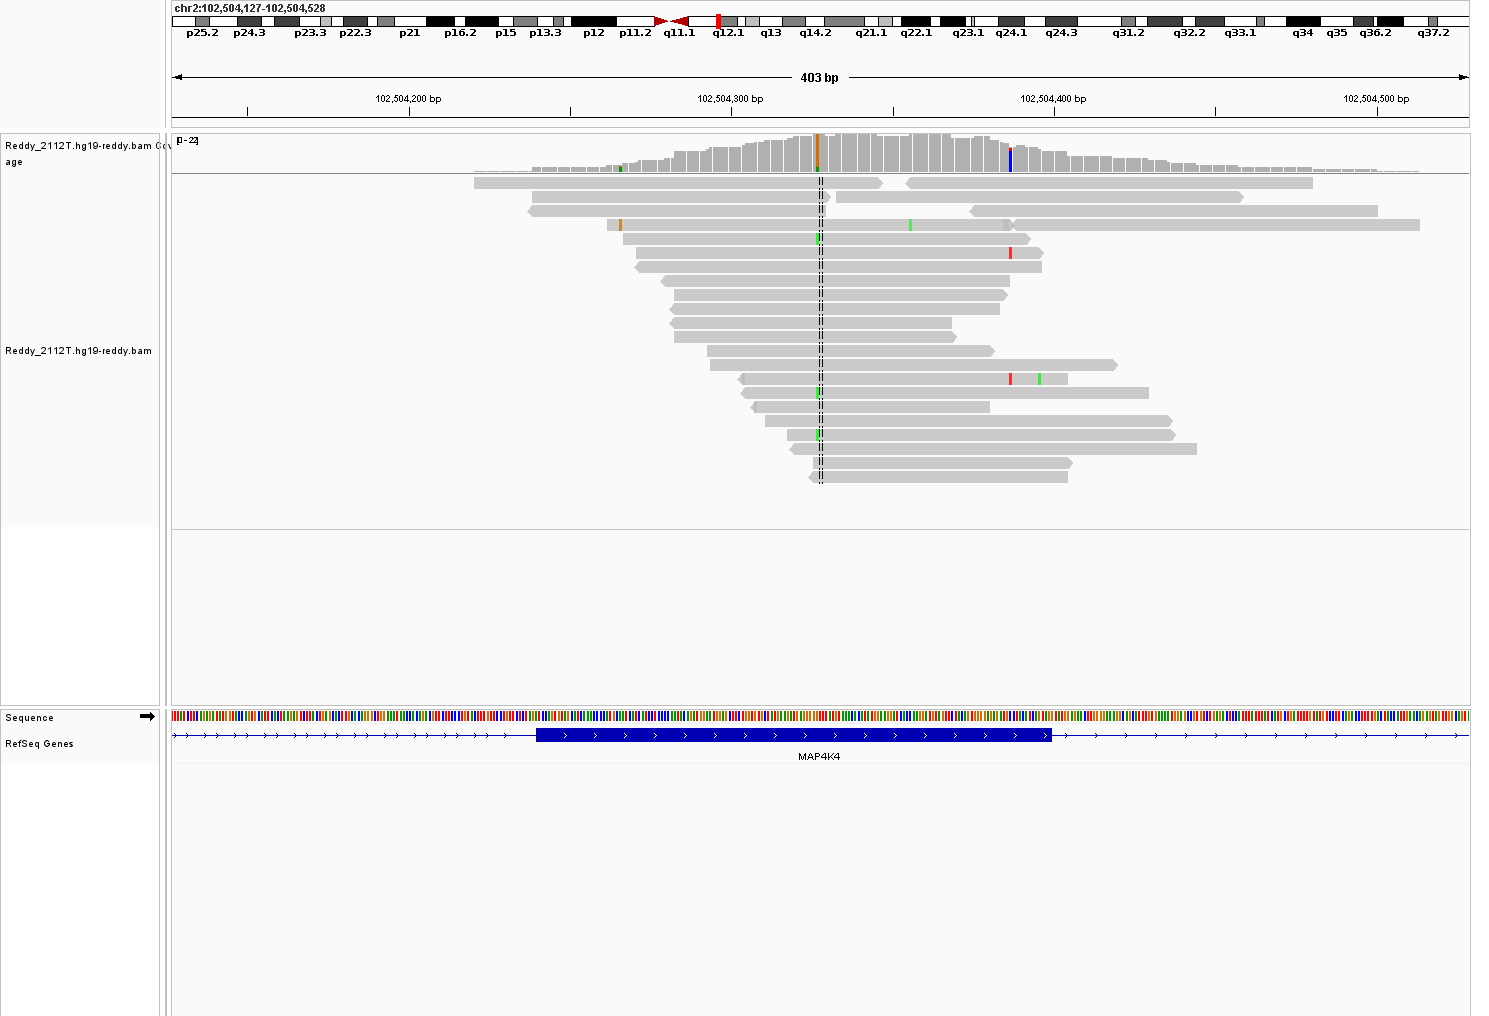 chr2:102,504,127-102,504,528
p25.2 p24.3 p23.3 p22.3 p21 p16.2 p15 p13.3 p12 p11.2 q11.1 q12.1 q13 q14.2 q21.1 q22.1 q23.1 q24.1 q24.3 q31.2 q32.2 q33.1 q34 q35 q36.2 q37.2
403 bp
102,504,200 bp 102,504,300 bp 102,504,400 bp 102,504,500 bp
[0-22]
Reddy_2112T.hg19-reddy.bam Cov
age
Reddy_2112T.hg19-reddy.bam
Sequence
RefSeq Genes
MAP4K4